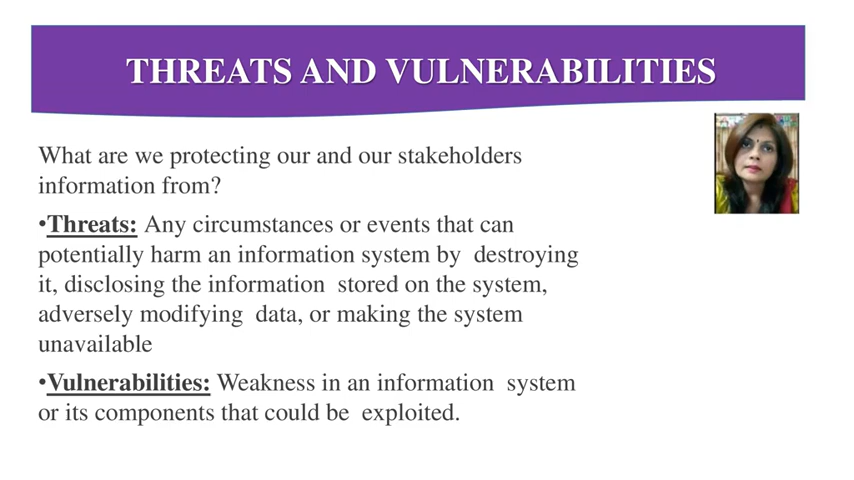 THREATS AND VULNERABILITIES
What are we protecting our and our stakeholders
information from?
•Threats: Any circumstances or events that can
potentially harm an information system by destroying
it, disclosing the information stored on the system,
adversely modifying data, or making the system
unavailable
•Vulnerabilities: Weakness in an information system
or its components that could be exploited.